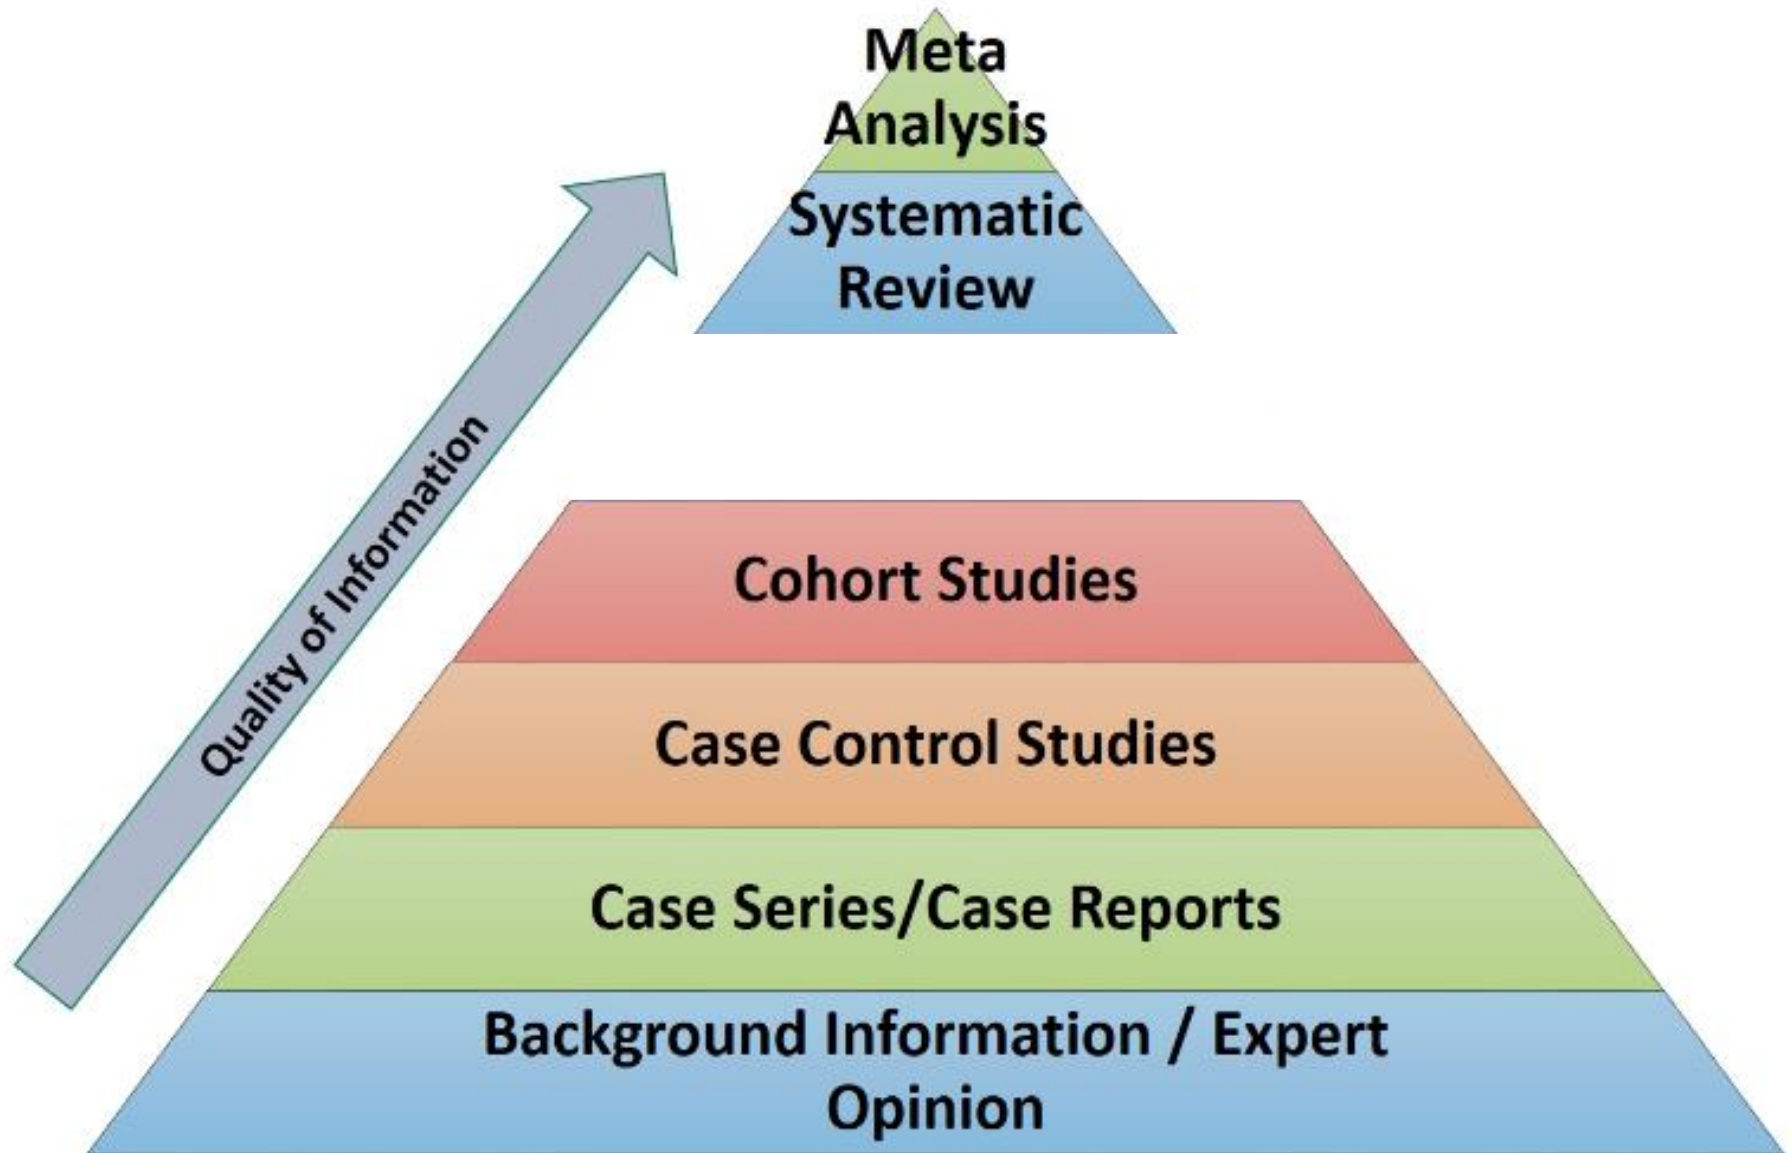 Meta
Analysis
Systematic
Review
Quality of Information
Cohort Studies
Case Control Studies
Case Series/Case Reports
Background Information / Expert
Opinion